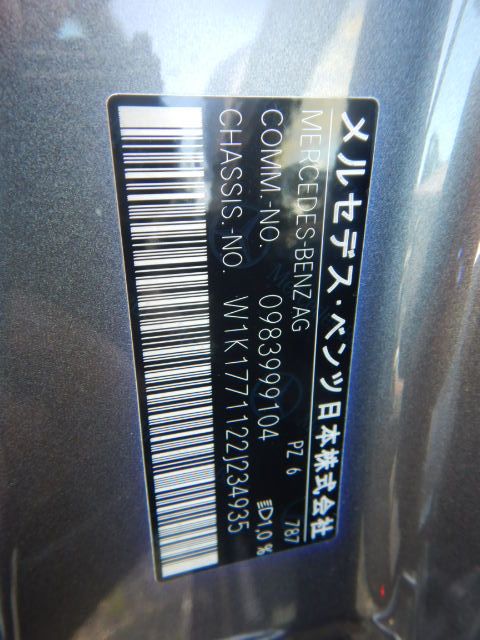 メルセデス・ベンツ日本株式会社
MERCEDES-BENZ AG PZ 6 787
COMM.-NO. 0983999104 1.0 %
CHASSIS.-NO. W1K1771122J234935